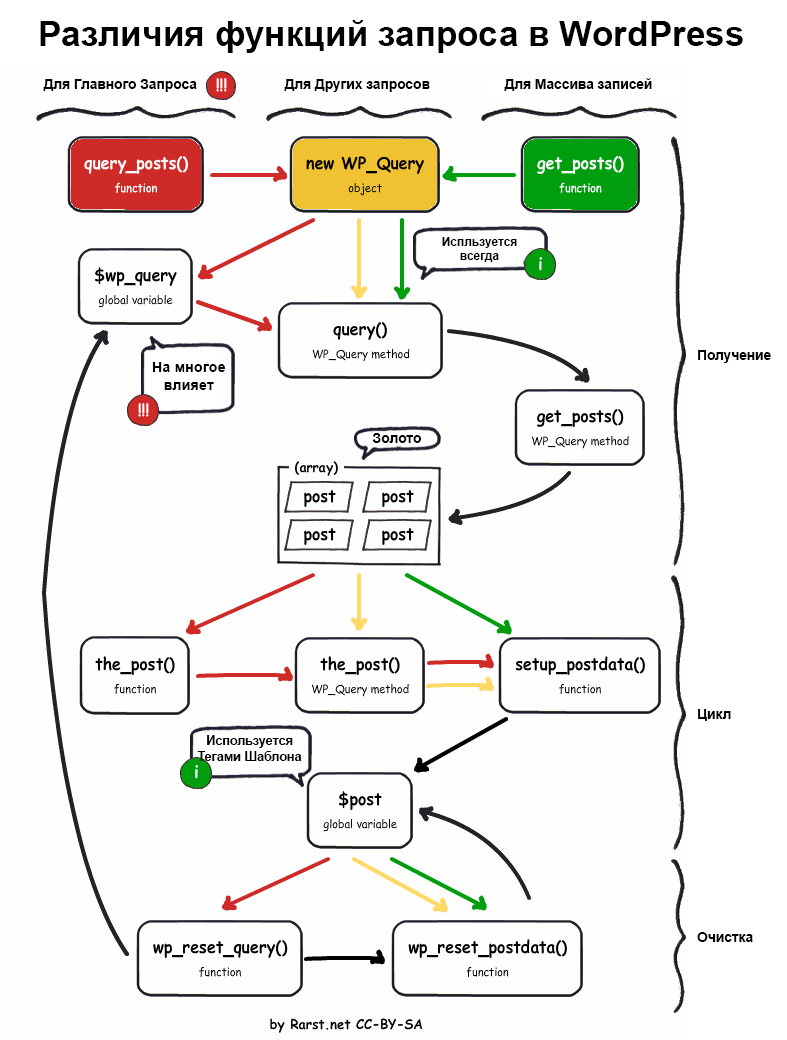 Различия функций запроса в WordPress
Для Главного Запроса !!!
Для Других запросов
Для Массива записей
query_posts()
function
new WP_Query
object
get_posts()
function
Испльзуется
всегда
i
$wp_query
global variable
query()
WP_Query method
На многое
влияет
!!!
Получение
get_posts()
WP_Query method
Золото
(array)
post
post
post
post
the_post()
function
the_post()
WP_Query method
setup_postdata()
function
Цикл
Используется
Тегами Шаблона
i
$post
global variable
wp_reset_query()
function
wp_reset_postdata()
function
Очистка
by Rarst.net CC-BY-SA